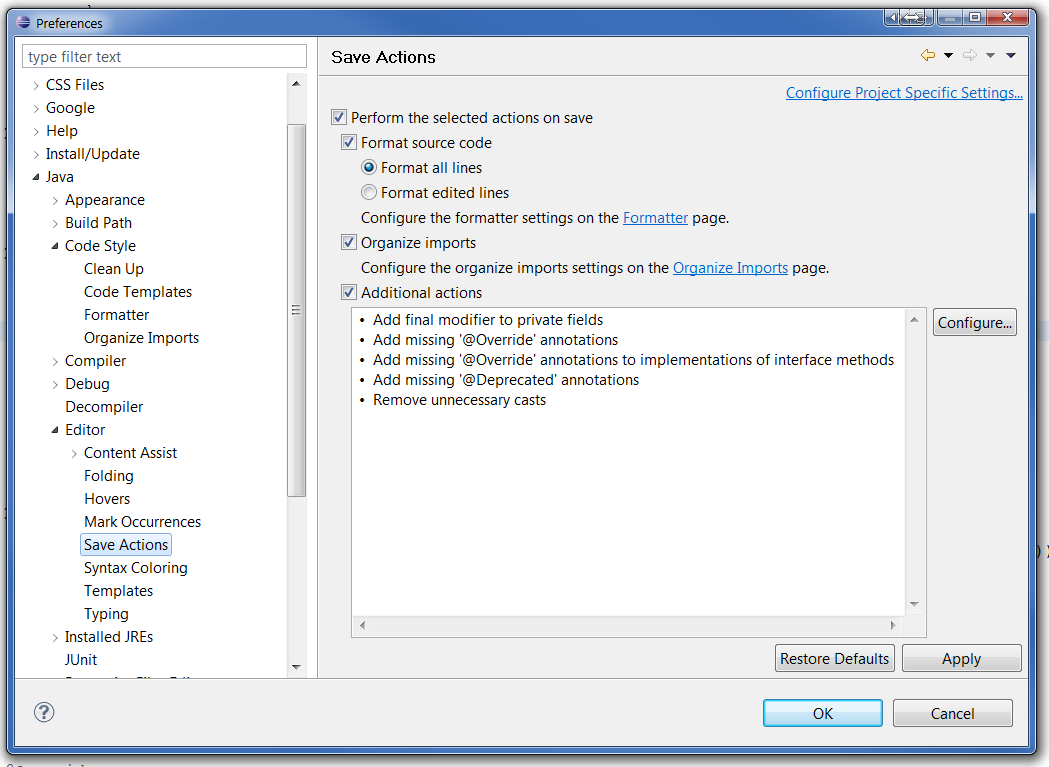 Preferences
type filter text
CSS Files
Google
Help
Install/Update
Java
Appearance
Build Path
Code Style
Clean Up
Code Templates
Formatter
Organize Imports
Compiler
Debug
Decompiler
Editor
Content Assist
Folding
Hovers
Mark Occurrences
Save Actions
Syntax Coloring
Templates
Typing
Installed JREs
JUnit
Save Actions
Configure Project Specific Settings...
Perform the selected actions on save
Format source code
Format all lines
Format edited lines
Configure the formatter settings on the Formatter page.
Organize imports
Configure the organize imports settings on the Organize Imports page.
Additional actions
• Add final modifier to private fields
• Add missing '@Override' annotations
• Add missing '@Override' annotations to implementations of interface methods
• Add missing '@Deprecated' annotations
• Remove unnecessary casts
Configure...
Restore Defaults
Apply
OK
Cancel